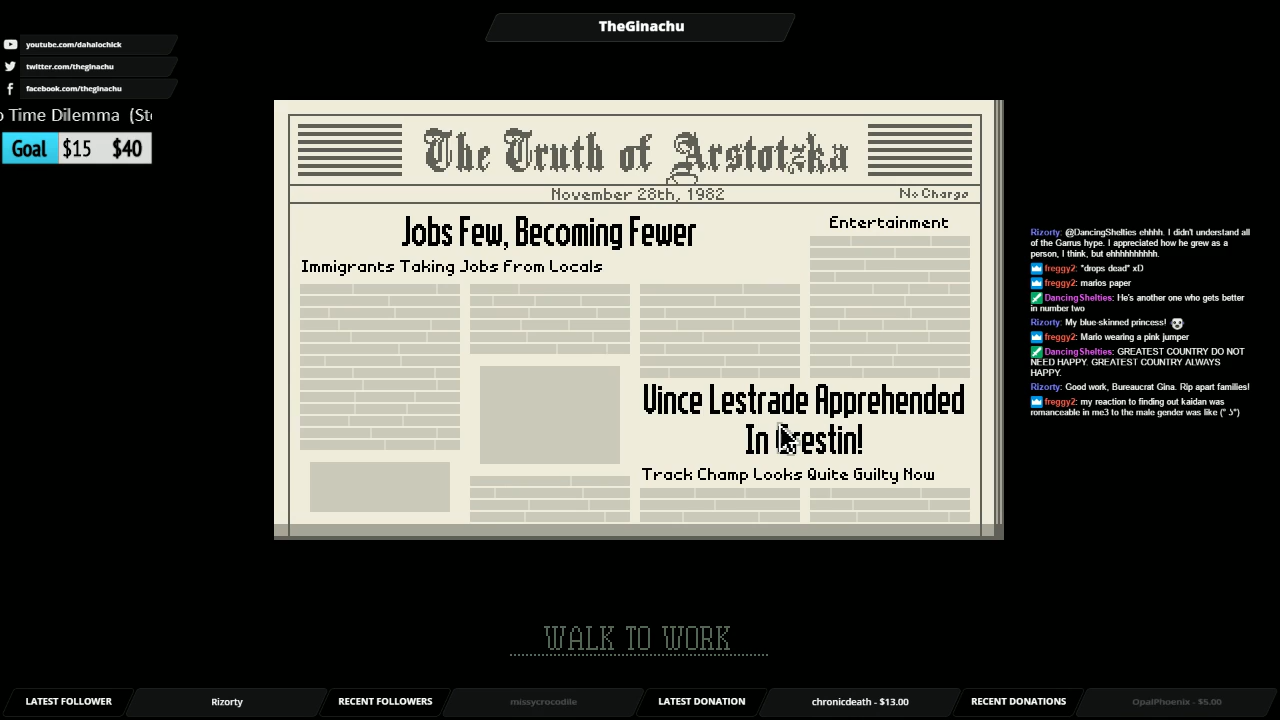 TheGinachu
youtube.com/dahalochick
twitter.com/theginachu
facebook.com/theginachu
Time Dilemma
Goal $15 $40
The Truth of Arstotzka
November 28th, 1982
No Charge
Jobs Few, Becoming Fewer
Immigrants Taking Jobs from Locals
Entertainment
Vince Lestrade Apprehended
In Grestin!
Track Champ Looks Quite Guilty Now
WALK TO WORK
Rizorty: @DancingShelties ehhhh. I didn't understand all
of the Garrus hype. I appreciated how he grew as a
person, I think, but ehhhhhhhhhh.
freggy2: *drops dead* xD
freggy2: marios paper
DancingShelties: He's another one who gets better
in number two
Rizorty: My blue-skinned princess!
freggy2: Mario wearing a pink jumper
DancingShelties: GREATEST COUNTRY DO NOT
NEED HAPPY. GREATEST COUNTRY ALWAYS
HAPPY.
Rizorty: Good work, Bureaucrat Gina. Rip apart families!
freggy2: my reaction to finding out kaidan was
romanceable in me3 to the male gender was like
LATEST FOLLOWER
Rizorty
RECENT FOLLOWERS
missycrocodile
LATEST DONATION
chronicdeath - $13.00
RECENT DONATIONS
OpalPhoenix - $5.00